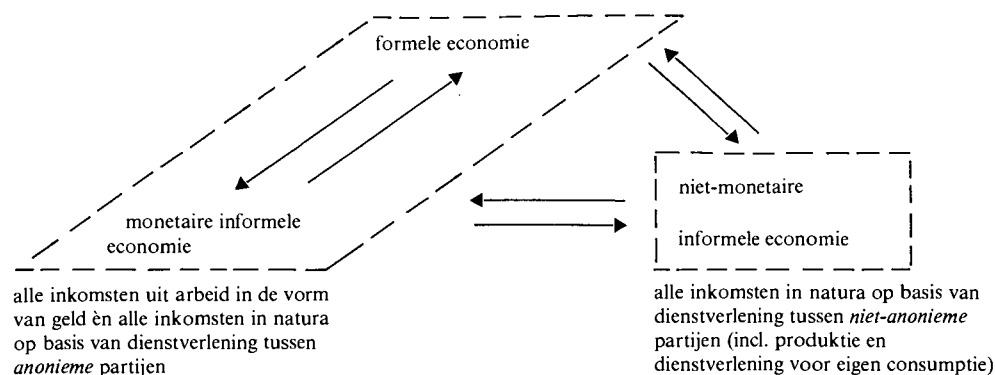 formele economie
monetaire informele
economie
niet-monetaire
informele economie
alle inkomsten uit arbeid in de vorm
van geld èn alle inkomsten in natura
op basis van dienstverlening tussen
anonieme partijen
alle inkomsten in natura op basis van
dienstverlening tussen niet-anonieme
partijen (incl. produktie en
dienstverlening voor eigen consumptie)